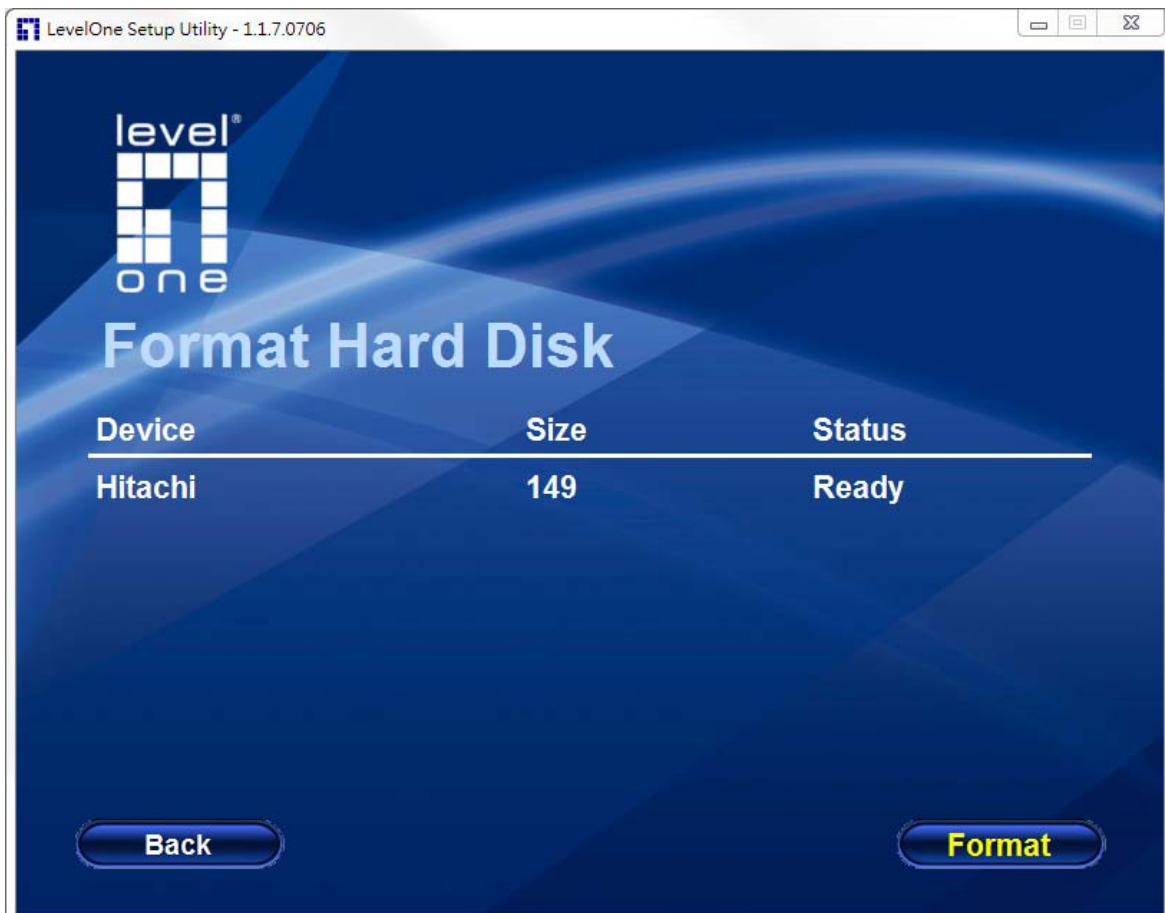 LevelOne Setup Utility - 1.1.7.0706
level®
one
Format Hard Disk
Device Size Status
Hitachi 149 Ready
Back Format